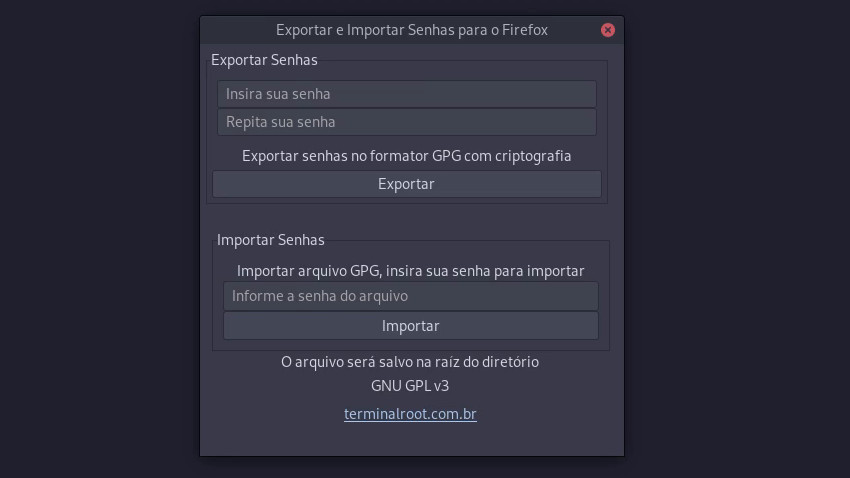 Exportar e Importar Senhas para o Firefox
Exportar Senhas
Insira sua senha
Repita sua senha
Exportar senhas no formator GPG com criptografia
Exportar
Importar Senhas
Importar arquivo GPG, insira sua senha para importar
Informe a senha do arquivo
Importar
O arquivo será salvo na raíz do diretório
GNU GPL v3
terminalroot.com.br